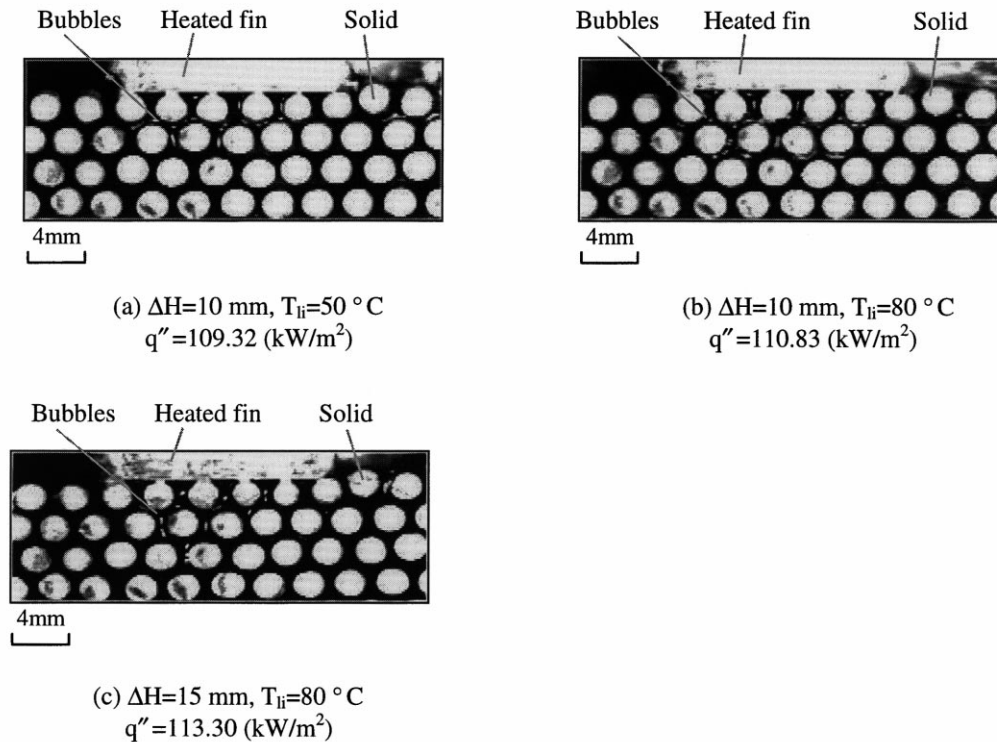 Bubbles Heated fin Solid
4mm
(a) ΔH=10 mm, Tli=50 °C
q″=109.32 (kW/m²)
Bubbles Heated fin Solid
4mm
(b) ΔH=10 mm, Tli=80 °C
q″=110.83 (kW/m²)
Bubbles Heated fin Solid
4mm
(c) ΔH=15 mm, Tli=80 °C
q″=113.30 (kW/m²)